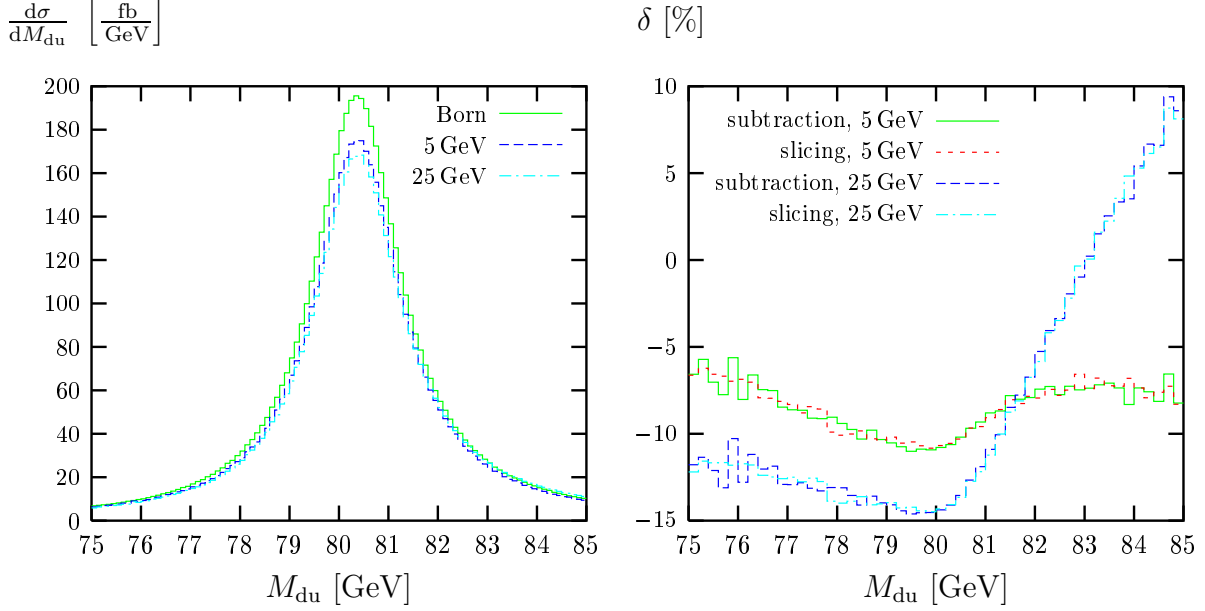 dσ/dM_du [fb/GeV]
200
180
160
140
120
100
80
60
40
20
0
75 76 77 78 79 80 81 82 83 84 85
M_du [GeV]
Born
5 GeV
25 GeV
δ [%]
10
5
0
−5
−10
−15
75 76 77 78 79 80 81 82 83 84 85
M_du [GeV]
subtraction, 5 GeV
slicing, 5 GeV
subtraction, 25 GeV
slicing, 25 GeV